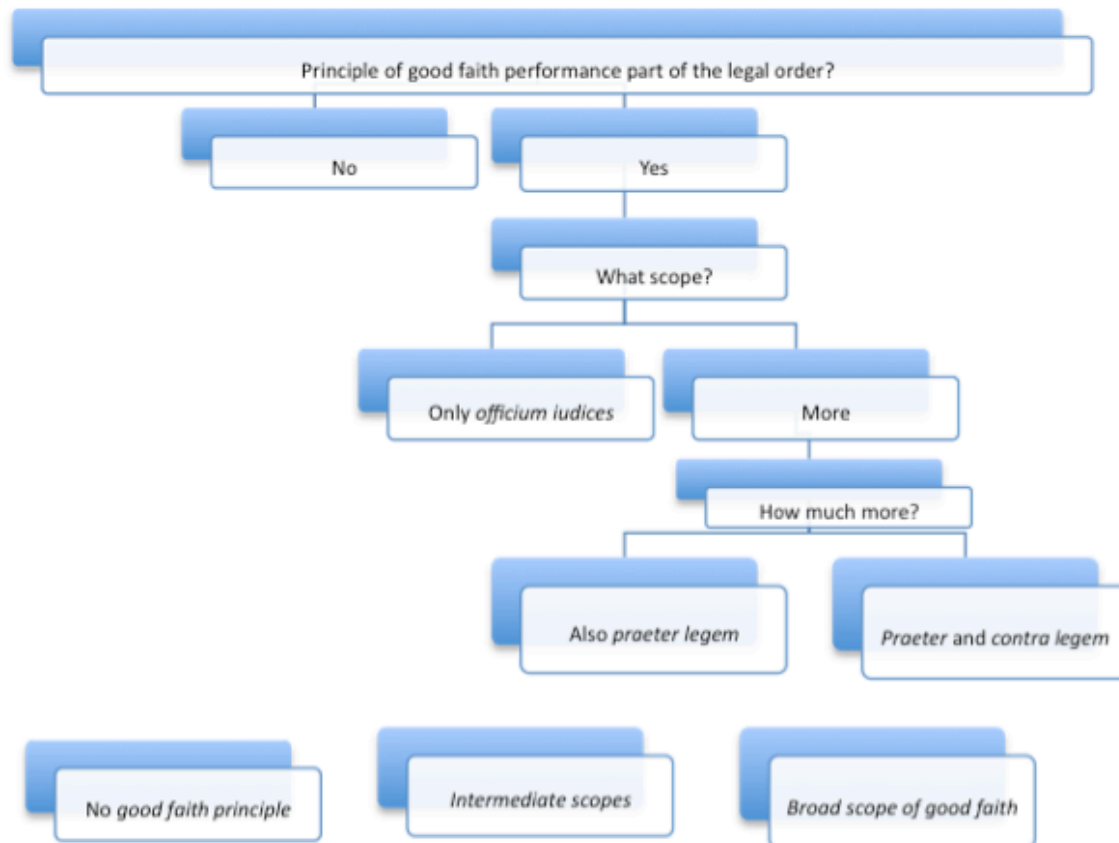 Principle of good faith performance part of the legal order?
No
Yes
What scope?
Only officium iudices
More
How much more?
Also praeter legem
Praeter and contra legem
No good faith principle
Intermediate scopes
Broad scope of good faith